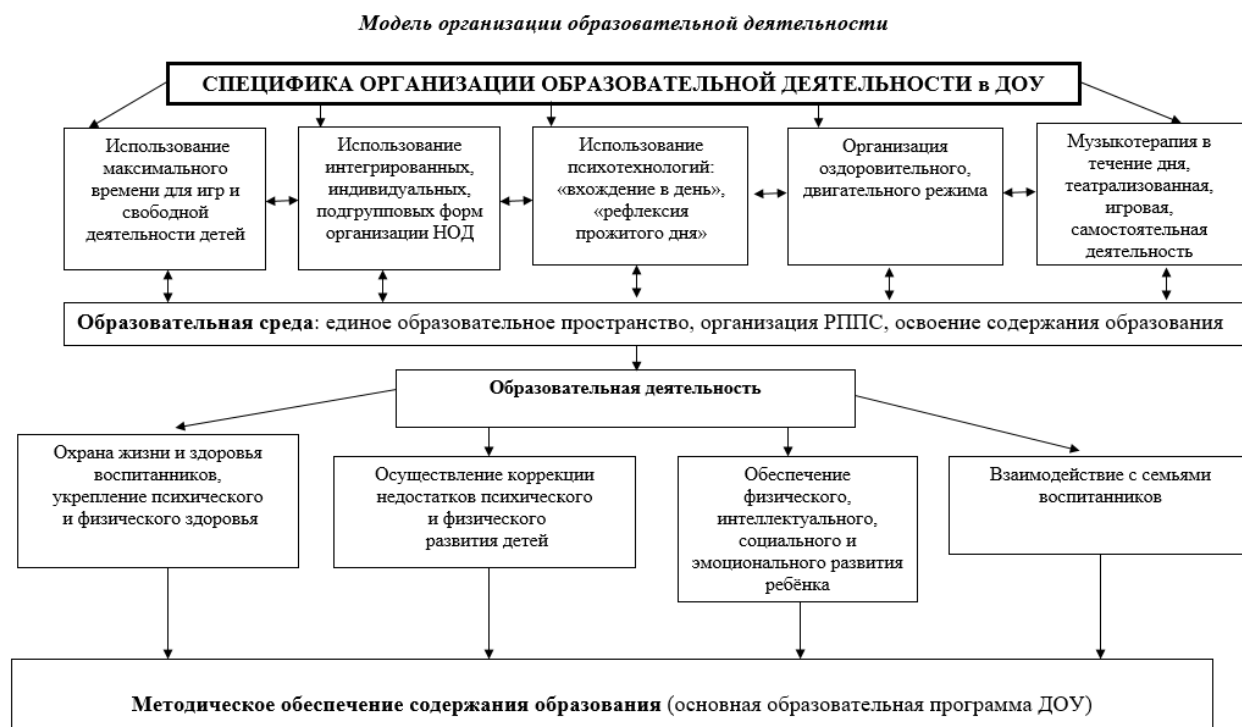 Модель организации образовательной деятельности
СПЕЦИФИКА ОРГАНИЗАЦИИ ОБРАЗОВАТЕЛЬНОЙ ДЕЯТЕЛЬНОСТИ в ДОУ
Использование
максимального
времени для игр и
свободной
деятельности детей
Использование
интегрированных,
индивидуальных,
подгрупповых форм
организации НОД
Использование
психотехнологий:
«вхождение в день»,
«рефлексия
прожитого дня»
Организация
оздоровительного,
двигательного режима
Музыкотерапия в
течение дня,
театрализованная,
игровая,
самостоятельная
деятельность
Образовательная среда: единое образовательное пространство, организация РППС, освоение содержания образования
Образовательная деятельность
Охрана жизни и здоровья
воспитанников,
укрепление психического
и физического здоровья
Осуществление коррекции
недостатков психического
и физического
развития детей
Обеспечение
физического,
интеллектуального,
социального и
эмоционального развития
ребёнка
Взаимодействие с семьями
воспитанников
Методическое обеспечение содержания образования (основная образовательная программа ДОУ)